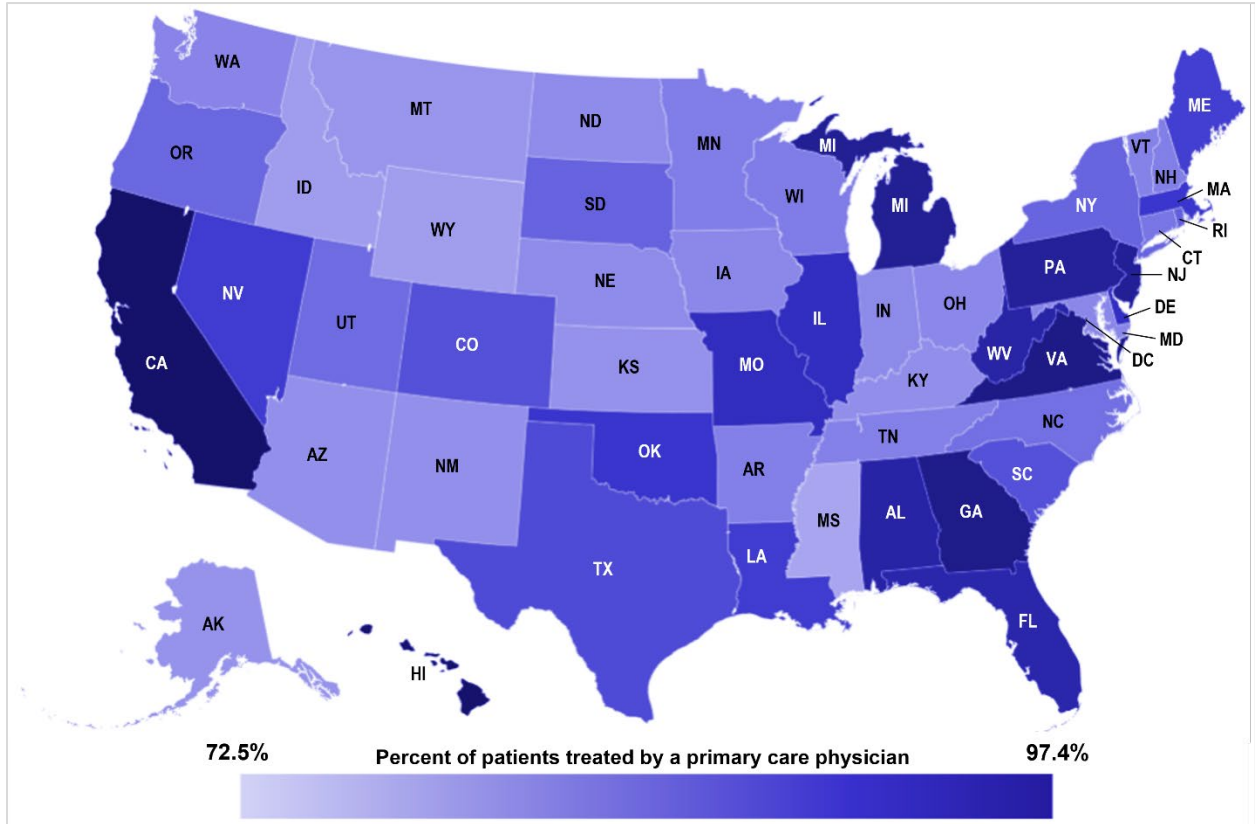 WA
MT
ND
MN
ME
OR
ID
SD
WI
MI
MI
VT
NH
NY
MA
RI
CT
WY
NE
IA
PA
NJ
NV
UT
CO
IL
IN
OH
DE
MD
DC
CA
KS
MO
WV
VA
KY
AZ
NM
OK
AR
TN
NC
SC
MS
AL
GA
TX
LA
FL
AK
HI
72.5% Percent of patients treated by a primary care physician 97.4%